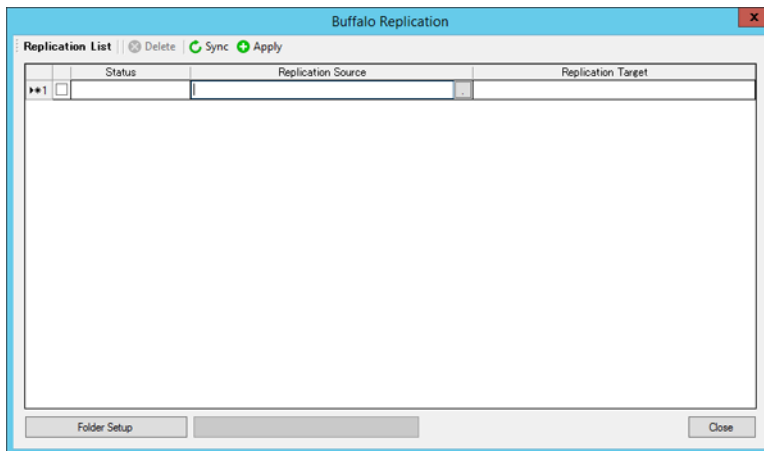 Buffalo Replication
x
Replication List Delete Sync Apply
Status Replication Source Replication Target
1 .
Folder Setup Close